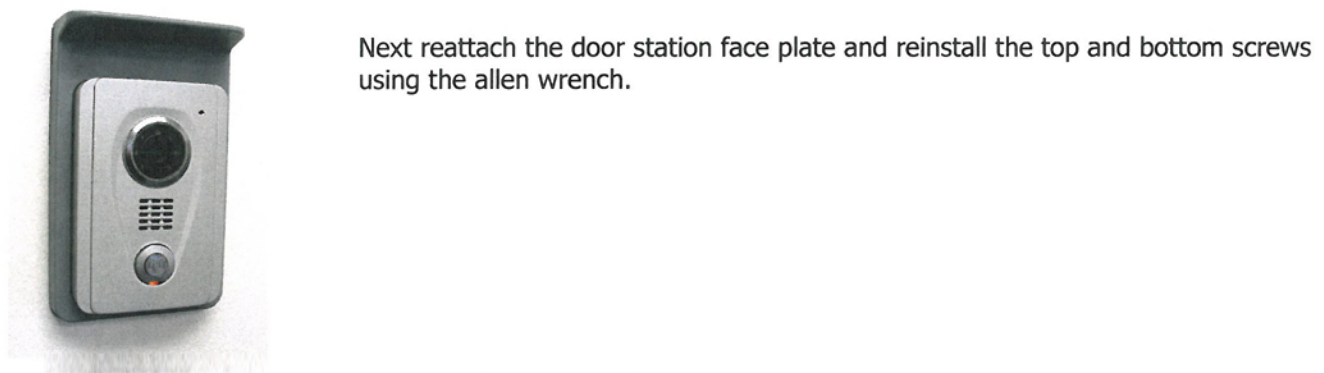 Next reattach the door station face plate and reinstall the top and bottom screws
using the allen wrench.